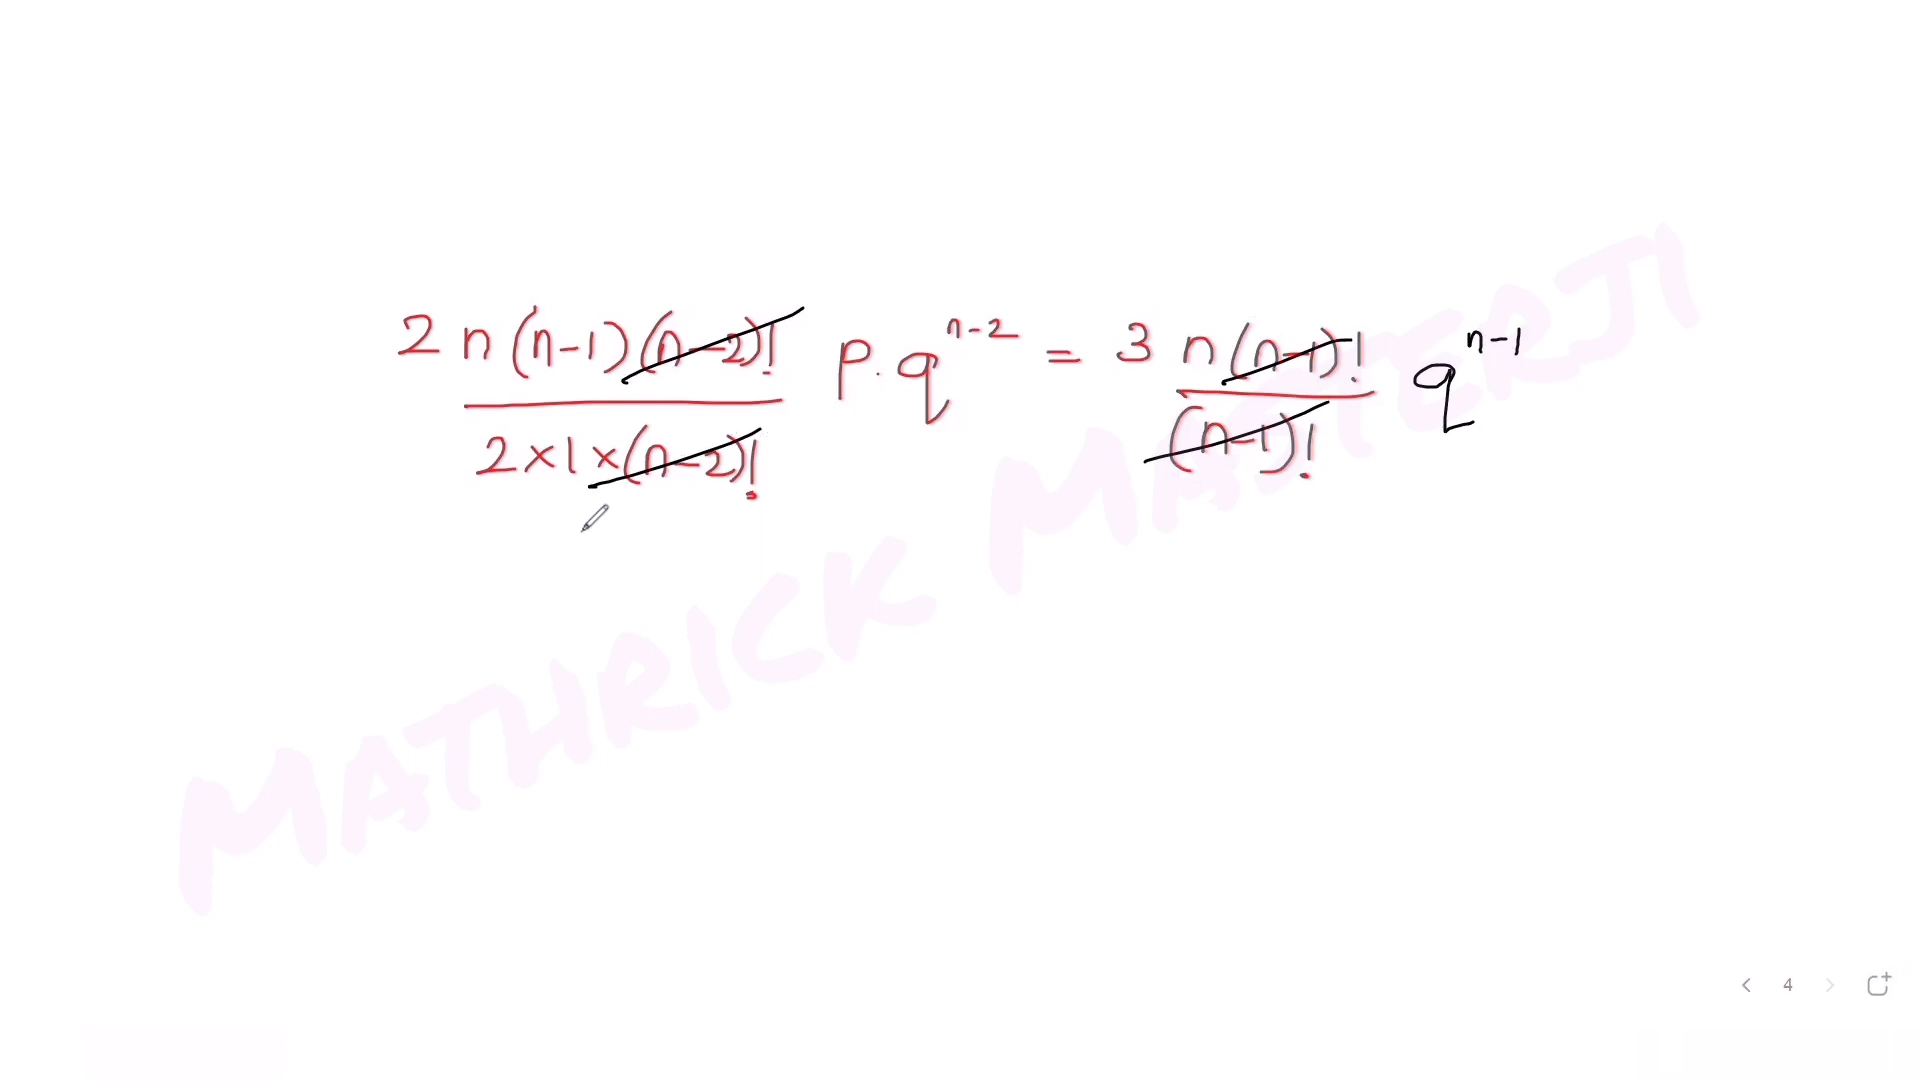 2 n (n-1) (n-2)! / 2 × 1 × (n-2)! p. q^{n-2} = 3 n (n-1)! / (n-1)! q^{n-1}
MATHRICK MASTERJI
4